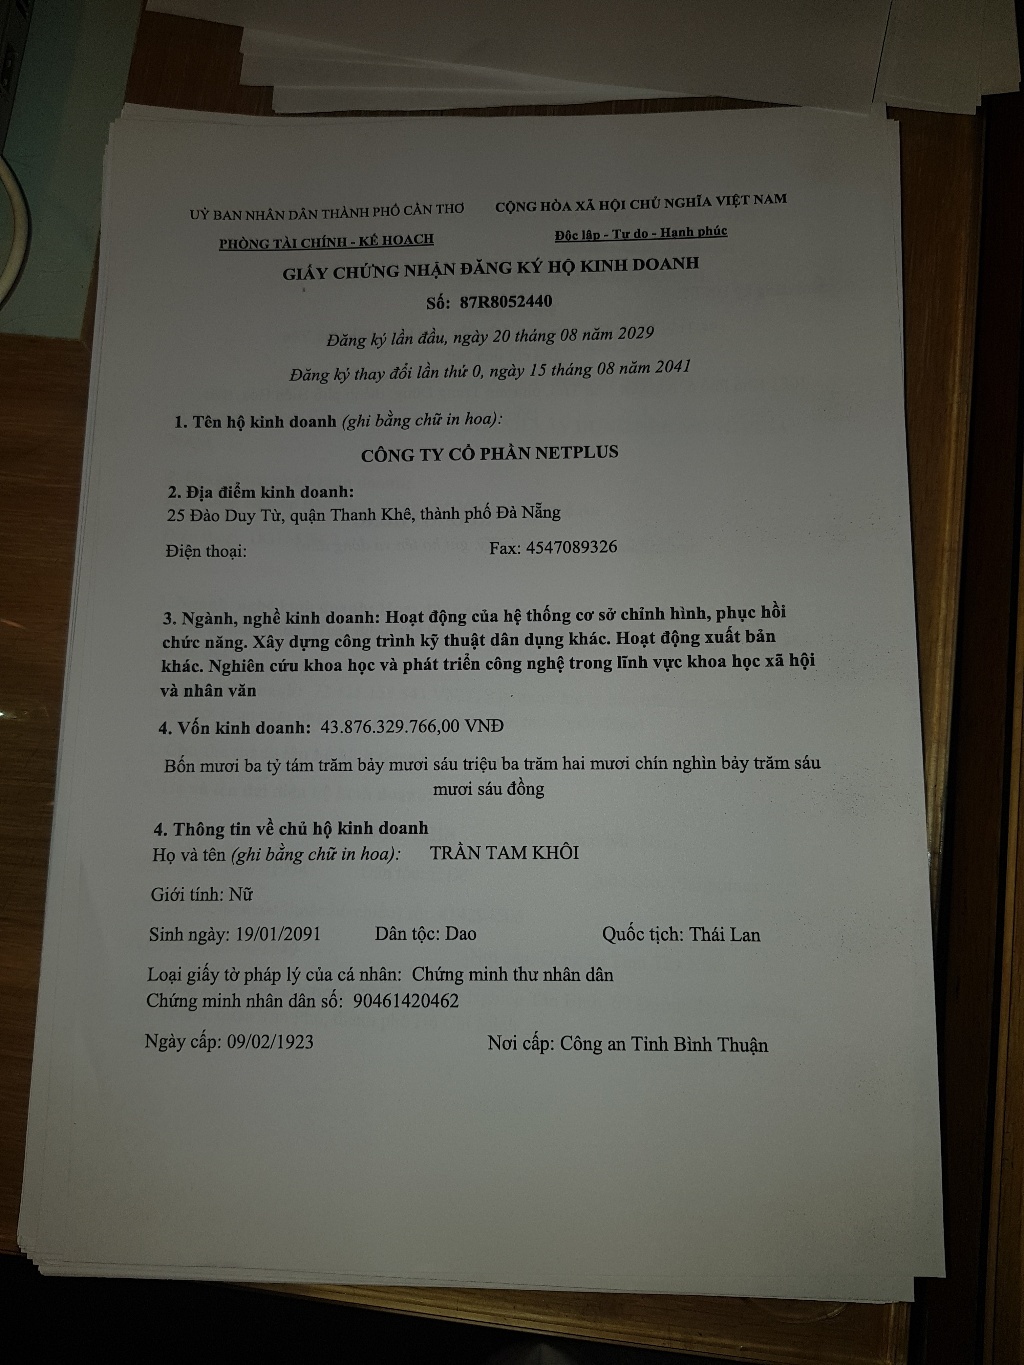 UỶ BAN NHÂN DÂN THÀNH PHỐ CẦN THƠ
CỘNG HÒA XÃ HỘI CHỦ NGHĨA VIỆT NAM
PHÒNG TÀI CHÍNH - KẾ HOẠCH
Độc lập - Tự do - Hạnh phúc
GIẤY CHỨNG NHẬN ĐĂNG KÝ HỘ KINH DOANH
Số: 87R8052440
Đăng ký lần đầu, ngày 20 tháng 08 năm 2029
Đăng ký thay đổi lần thứ 0, ngày 15 tháng 08 năm 2041
1. Tên hộ kinh doanh (ghi bằng chữ in hoa):
CÔNG TY CỔ PHẦN NETPLUS
2. Địa điểm kinh doanh:
25 Đào Duy Từ, quận Thanh Khê, thành phố Đà Nẵng
Điện thoại:
Fax: 4547089326
3. Ngành, nghề kinh doanh: Hoạt động của hệ thống cơ sở chỉnh hình, phục hồi
chức năng. Xây dựng công trình kỹ thuật dân dụng khác. Hoạt động xuất bản
khác. Nghiên cứu khoa học và phát triển công nghệ trong lĩnh vực khoa học xã hội
và nhân văn
4. Vốn kinh doanh: 43.876.329.766,00 VNĐ
Bốn mươi ba tỷ tám trăm bảy mươi sáu triệu ba trăm hai mươi chín nghìn bảy trăm sáu
mươi sáu đồng
4. Thông tin về chủ hộ kinh doanh
Họ và tên (ghi bằng chữ in hoa): TRẦN TAM KHÔI
Giới tính: Nữ
Sinh ngày: 19/01/2091 Dân tộc: Dao Quốc tịch: Thái Lan
Loại giấy tờ pháp lý của cá nhân: Chứng minh thư nhân dân
Chứng minh nhân dân số: 90461420462
Ngày cấp: 09/02/1923 Nơi cấp: Công an Tỉnh Bình Thuận